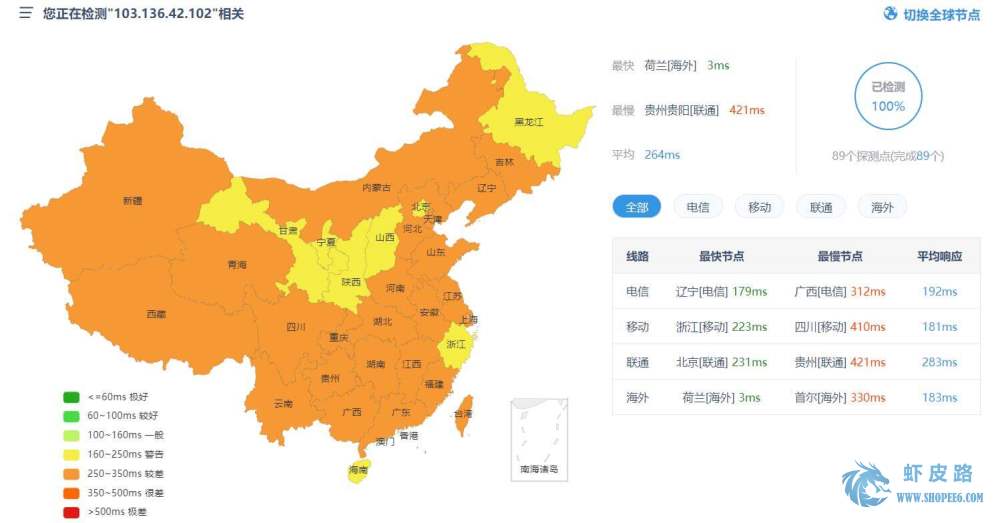 您正在检测"103.136.42.102"相关
切换全球节点
最快 荷兰[海外] 3ms
最慢 贵州贵阳[联通] 421ms
平均 264ms
已检测
100%
89个探测点(完成89个)
全部 电信 移动 联通 海外
线路 最快节点 最慢节点 平均响应
电信 辽宁[电信] 179ms 广西[电信] 312ms 192ms
移动 浙江[移动] 223ms 四川[移动] 410ms 181ms
联通 北京[联通] 231ms 贵州[联通] 421ms 283ms
海外 荷兰[海外] 3ms 首尔[海外] 330ms 183ms
黑龙江
吉林
辽宁
内蒙古
新疆
北京
天津
河北
甘肃
宁夏
山西
山东
青海
陕西
河南
江苏
安徽
上海
西藏
四川
湖北
重庆
浙江
湖南
江西
贵州
福建
云南
广西
广东
台湾
香港
澳门
海南
南海诸岛
<=60ms 极好
60~100ms 较好
100~160ms 一般
160~250ms 警告
250~350ms 较差
350~500ms 很差
>500ms 极差
虾皮路
WWW.SHOPEE6.COM